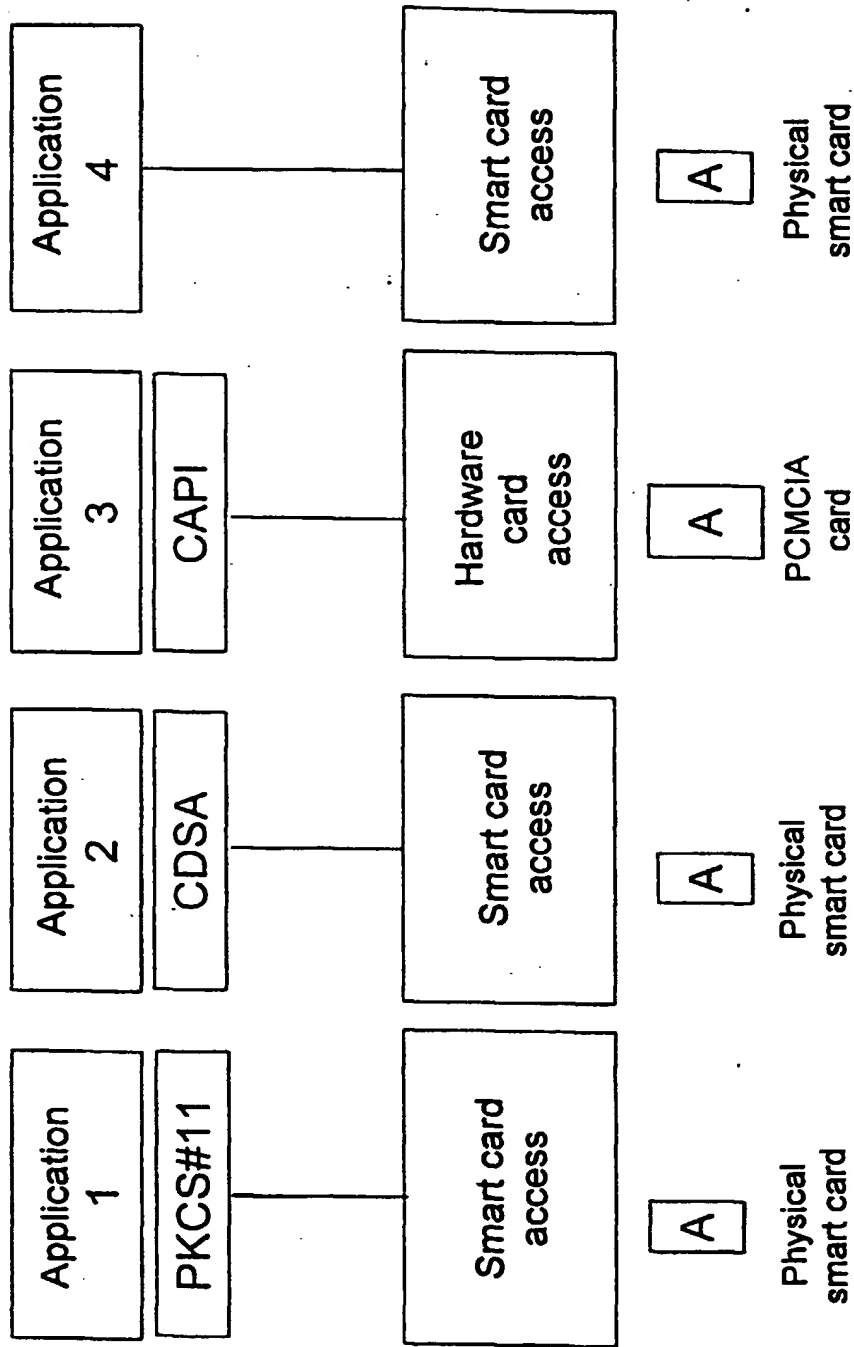 Application
1
PKCS#11
Smart card
access
A
Physical
smart card
Application
2
CDSA
Smart card
access
A
Physical
smart card
Application
3
CAPI
Hardware
card
access
A
PCMCIA
card
Application
4
Smart card
access
A
Physical
smart card